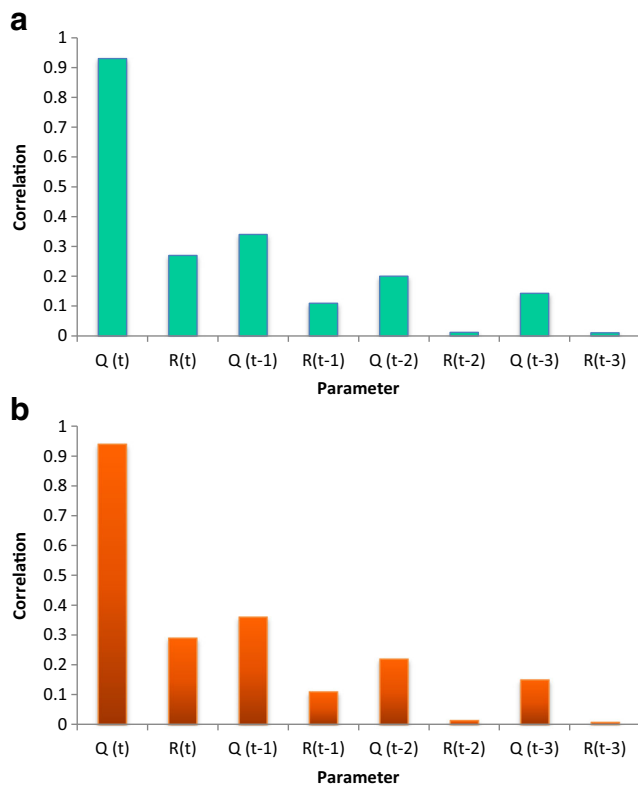 a
1
0.9
0.8
0.7
0.6
0.5
0.4
0.3
0.2
0.1
0
Correlation
Q (t) R(t) Q (t-1) R(t-1) Q (t-2) R(t-2) Q (t-3) R(t-3)
Parameter
b
1
0.9
0.8
0.7
0.6
0.5
0.4
0.3
0.2
0.1
0
Correlation
Q (t) R(t) Q (t-1) R(t-1) Q (t-2) R(t-2) Q (t-3) R(t-3)
Parameter